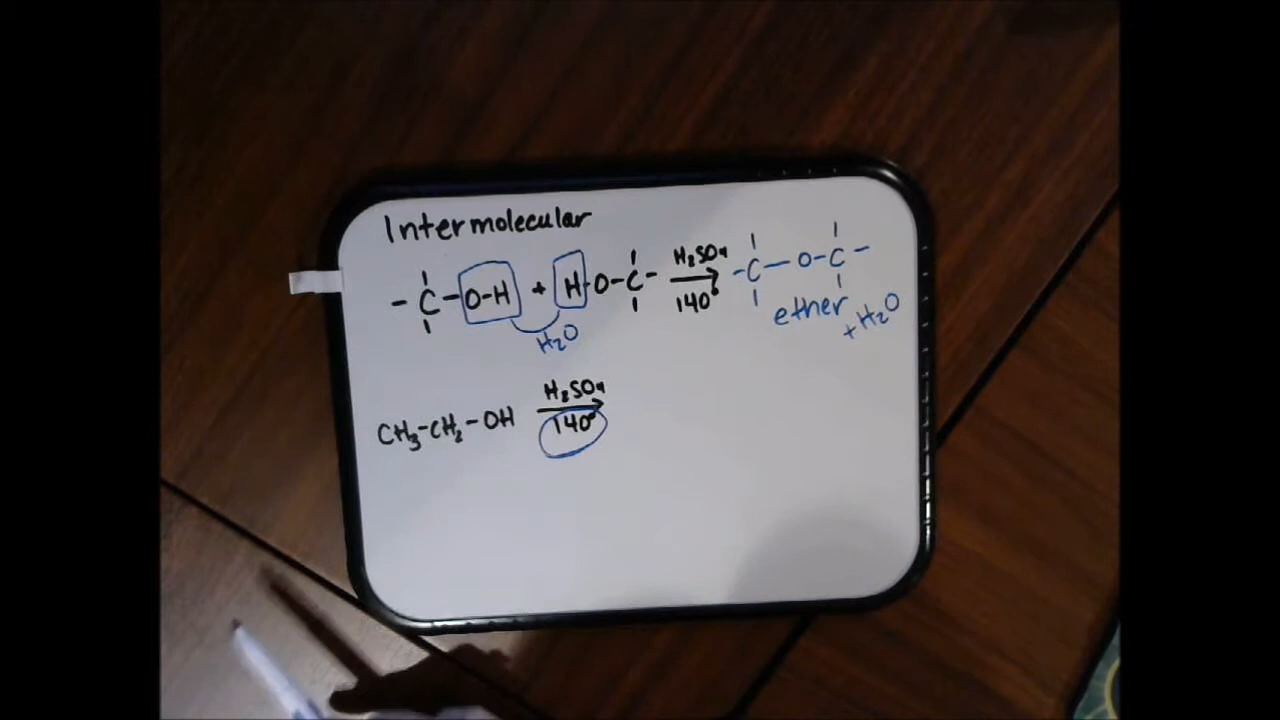 Intermolecular
H₂SO₄
- C - O-H + H-O-C- → -C-O-C-
140°
ether
+ H₂O
H₂O
H₂SO₄
CH₃-CH₂-OH →
140°